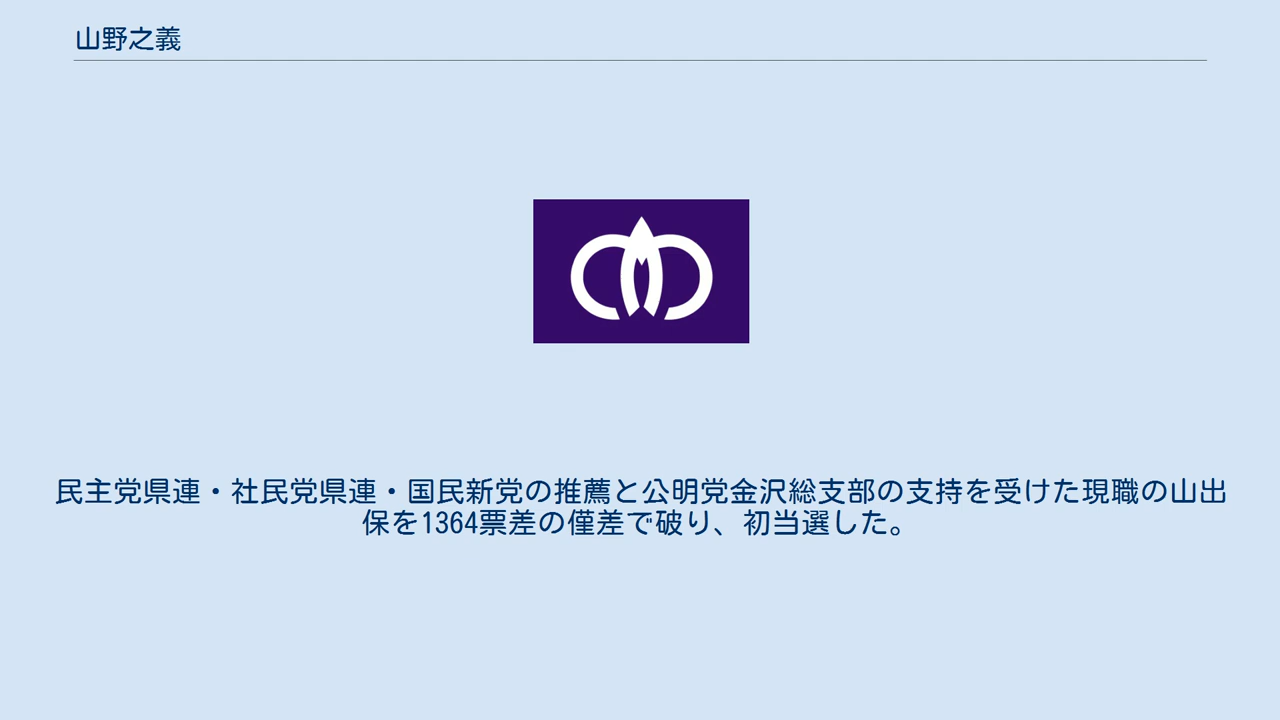 山野之義
民主党県連・社民党県連・国民新党の推薦と公明党金沢総支部の支持を受けた現職の山出
保を1364票差の僅差で破り、初当選した。